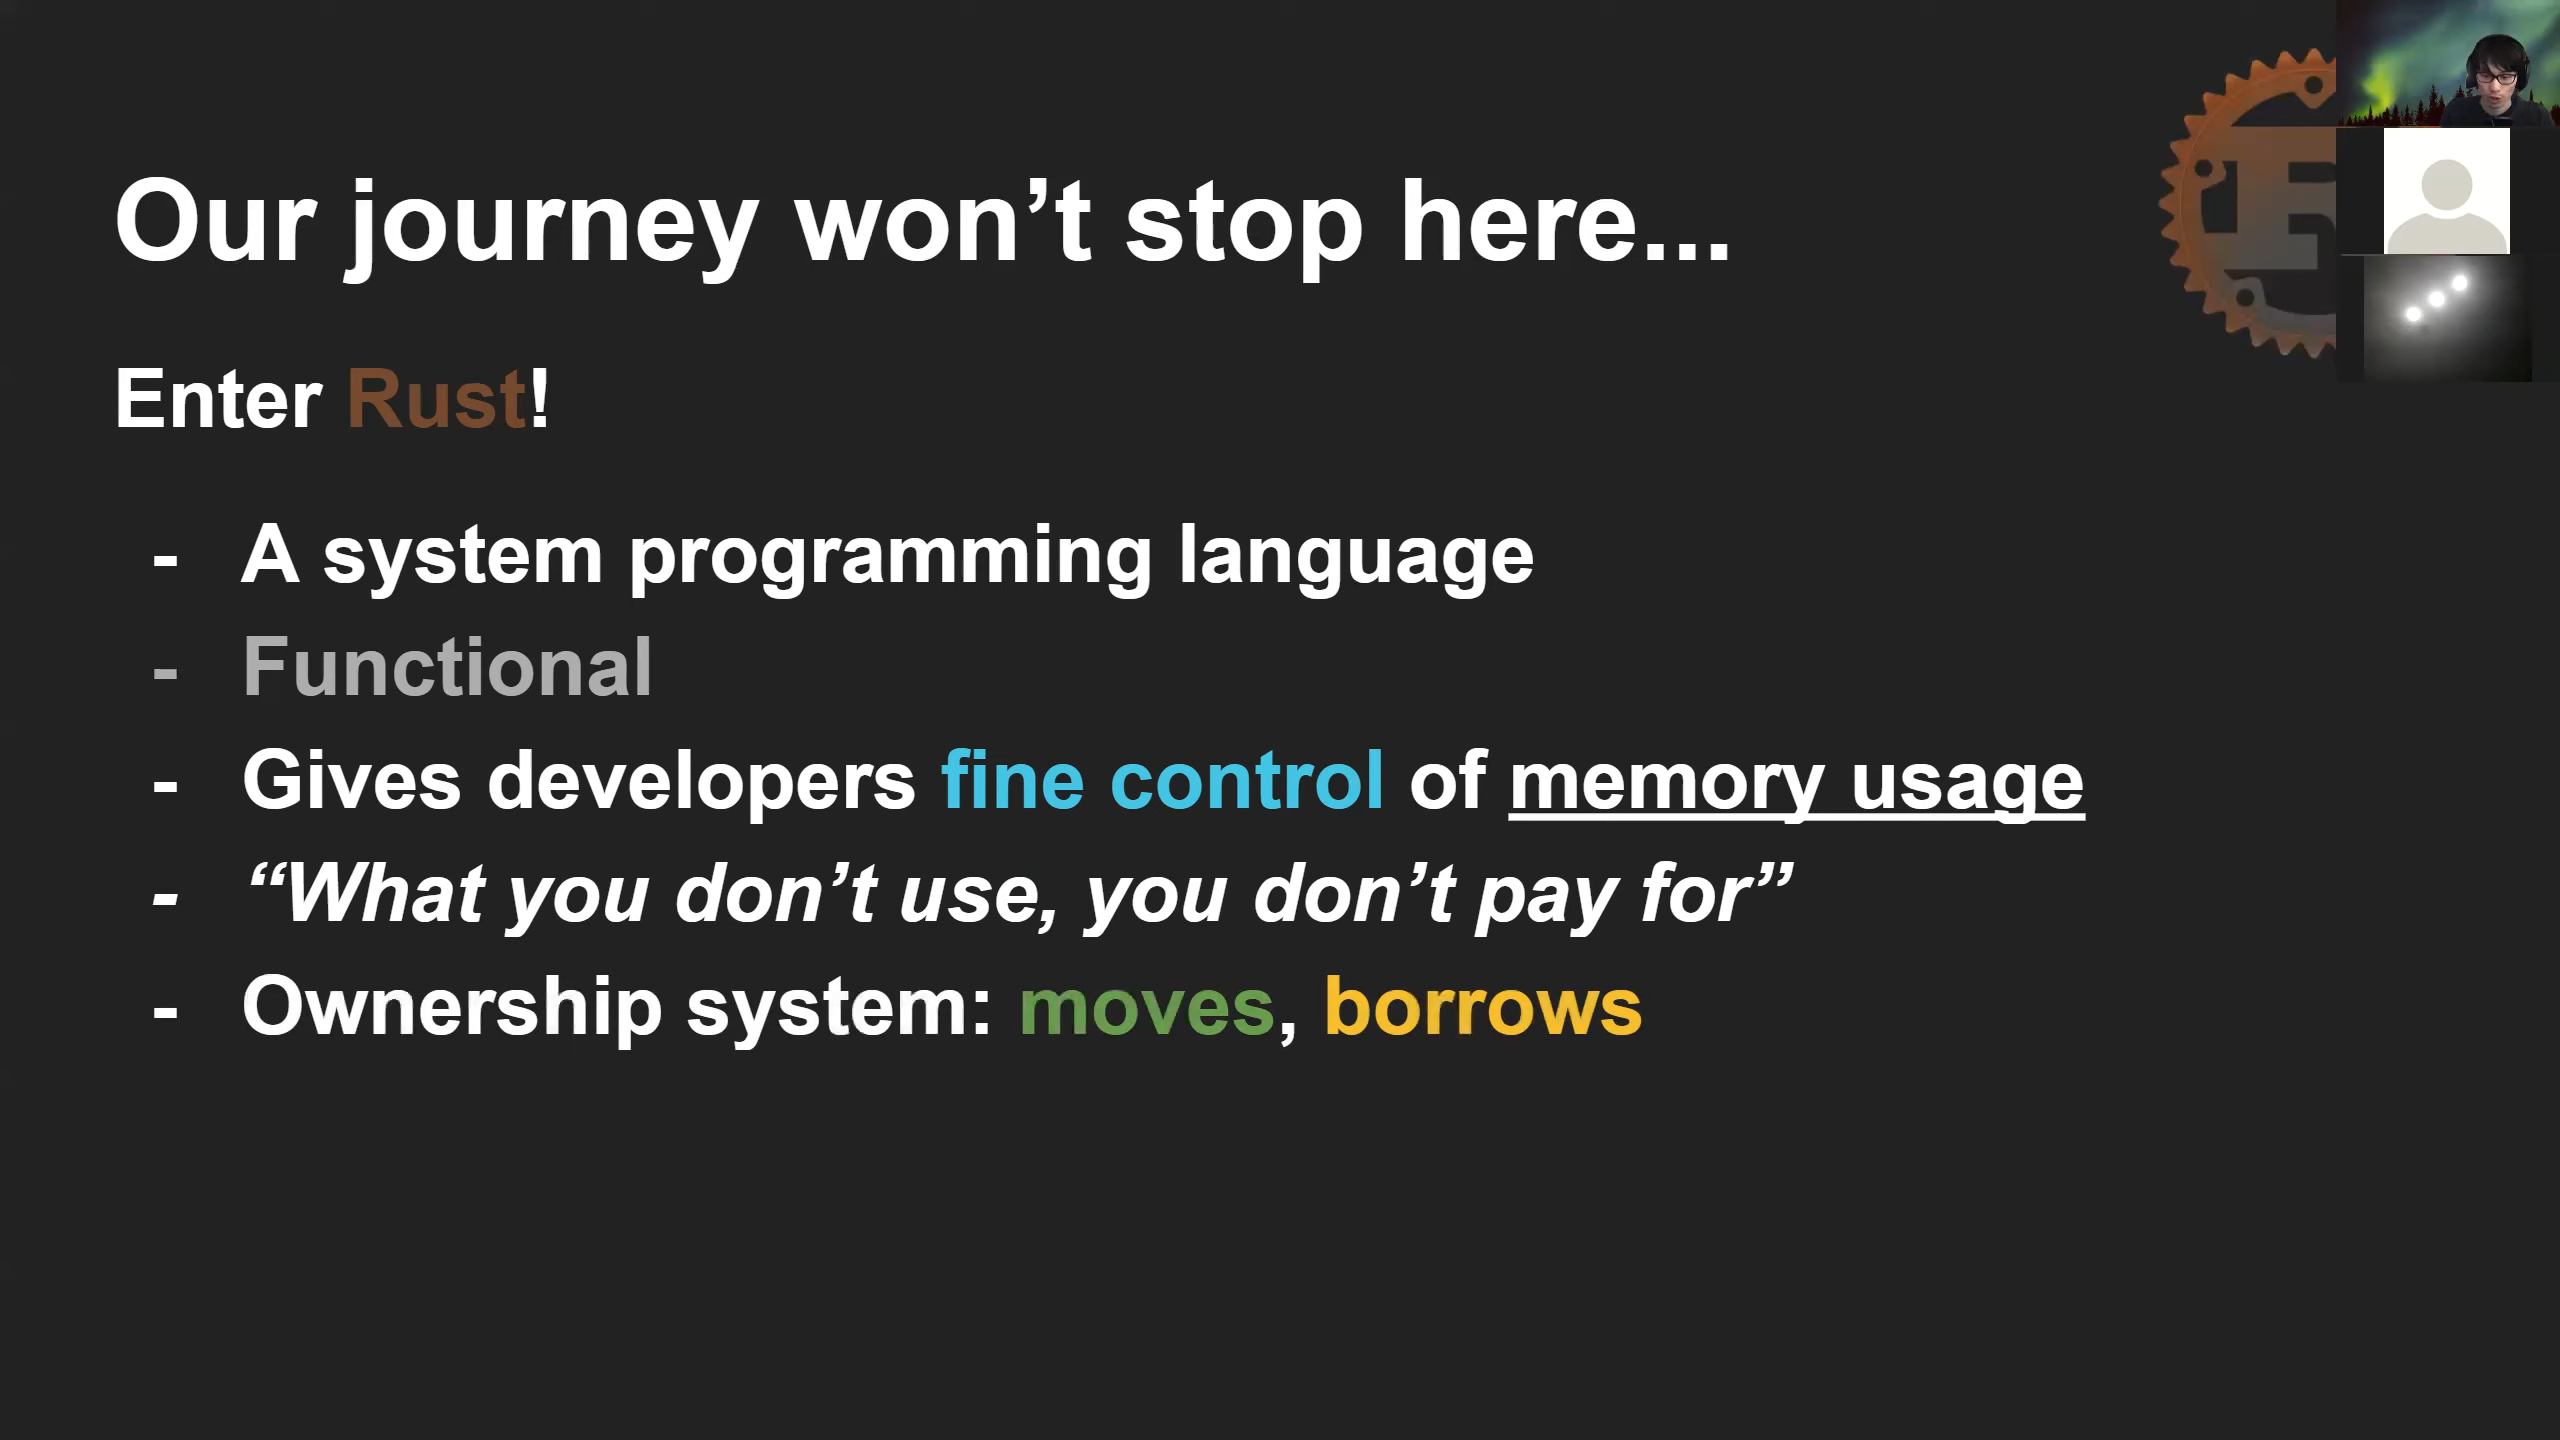 Our journey won’t stop here...
Enter Rust!
- A system programming language
- Functional
- Gives developers fine control of memory usage
- “What you don’t use, you don’t pay for”
- Ownership system: moves, borrows